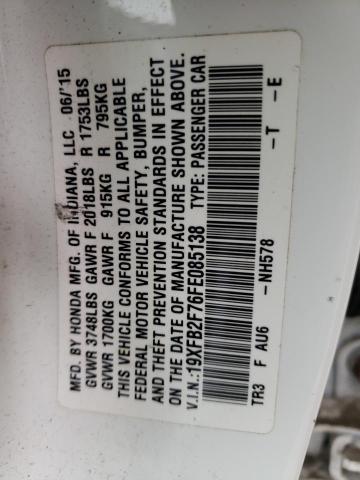 MFD. BY HONDA MFG. OF INDIANA, LLC 06/'15
GVWR 3748LBS GAWR F 2018LBS R 1753LBS
GVWR 1700KG GAWR F 915KG R 795KG
THIS VEHICLE CONFORMS TO ALL APPLICABLE
FEDERAL MOTOR VEHICLE SAFETY, BUMPER,
AND THEFT PREVENTION STANDARDS IN EFFECT
ON THE DATE OF MANUFACTURE SHOWN ABOVE.
V.I.N.:19XFB2F76FE085138 TYPE: PASSENGER CAR
TR3 F AU6 -NH578 -T -E